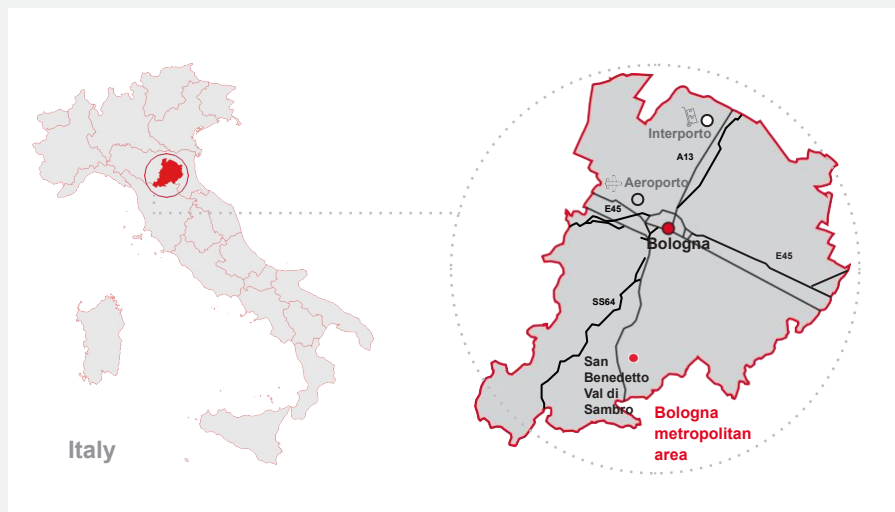 Italy
Interporto
A13
Aeroporto
E45
Bologna
E45
SS64
San
Benedetto
Val di
Sambro
Bologna
metropolitan
area